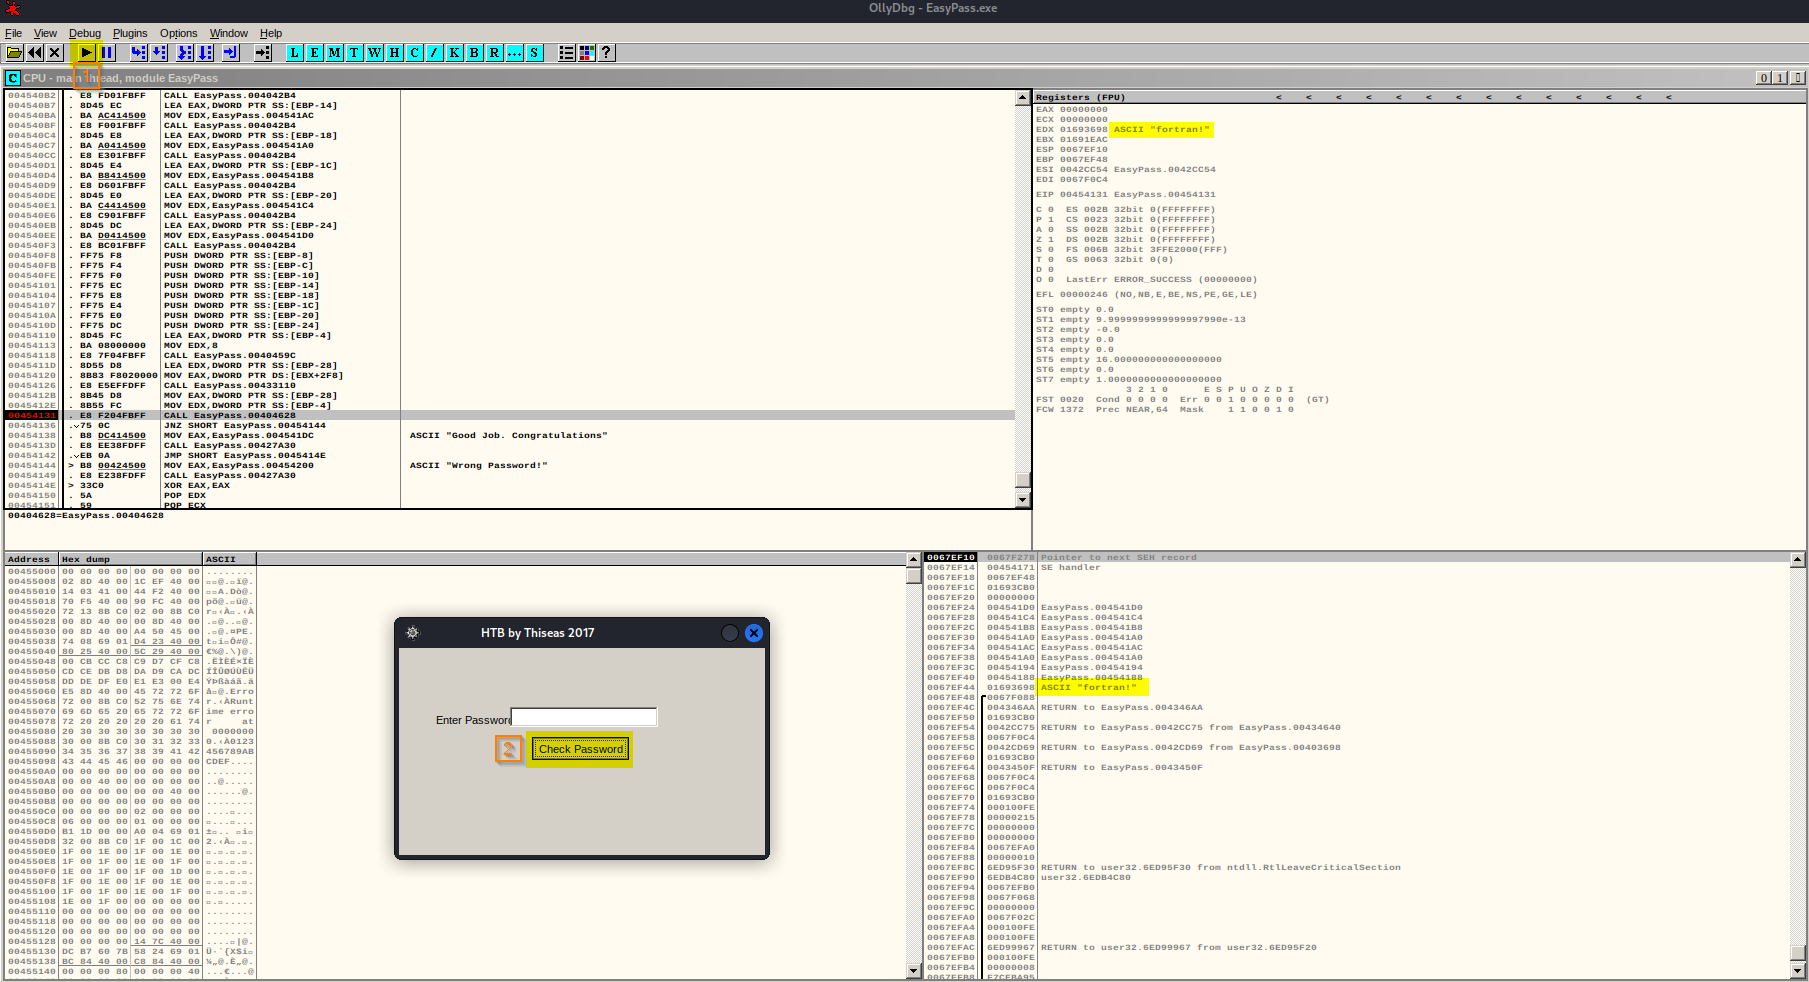 OllyDbg - EasyPass.exe
File View Debug Plugins Options Window Help
L E M T W H C / K B R ... S ?
1
C CPU - main thread, module EasyPass
004540B2 . E8 FD01FBFF CALL EasyPass.004042B4
004540B7 . 8D45 EC LEA EAX,DWORD PTR SS:[EBP-14]
004540BA . BA AC414500 MOV EDX,EasyPass.004541AC
004540BF . E8 F001FBFF CALL EasyPass.004042B4
004540C4 . 8D45 E8 LEA EAX,DWORD PTR SS:[EBP-18]
004540C7 . BA A0414500 MOV EDX,EasyPass.004541A0
004540CC . E8 E301FBFF CALL EasyPass.004042B4
004540D1 . 8D45 E4 LEA EAX,DWORD PTR SS:[EBP-1C]
004540D4 . BA B8414500 MOV EDX,EasyPass.004541B8
004540D9 . E8 D601FBFF CALL EasyPass.004042B4
004540DE . 8D45 E0 LEA EAX,DWORD PTR SS:[EBP-20]
004540E1 . BA C4414500 MOV EDX,EasyPass.004541C4
004540E6 . E8 C901FBFF CALL EasyPass.004042B4
004540EB . 8D45 DC LEA EAX,DWORD PTR SS:[EBP-24]
004540EE . BA D0414500 MOV EDX,EasyPass.004541D0
004540F3 . E8 BC01FBFF CALL EasyPass.004042B4
004540F8 . FF75 F8 PUSH DWORD PTR SS:[EBP-8]
004540FB . FF75 F4 PUSH DWORD PTR SS:[EBP-C]
004540FE . FF75 F0 PUSH DWORD PTR SS:[EBP-10]
00454101 . FF75 EC PUSH DWORD PTR SS:[EBP-14]
00454104 . FF75 E8 PUSH DWORD PTR SS:[EBP-18]
00454107 . FF75 E4 PUSH DWORD PTR SS:[EBP-1C]
0045410A . FF75 E0 PUSH DWORD PTR SS:[EBP-20]
0045410D . FF75 DC PUSH DWORD PTR SS:[EBP-24]
00454110 . 8D45 FC LEA EAX,DWORD PTR SS:[EBP-4]
00454113 . BA 08000000 MOV EDX,8
00454118 . E8 7F04FBFF CALL EasyPass.0040459C
0045411D . 8D55 D8 LEA EDX,DWORD PTR SS:[EBP-28]
00454120 . 8B83 F8020000 MOV EAX,DWORD PTR DS:[EBX+2F8]
00454126 . E8 E5EFFDFF CALL EasyPass.00433110
0045412B . 8B45 D8 MOV EAX,DWORD PTR SS:[EBP-28]
0045412E . 8B55 FC MOV EDX,DWORD PTR SS:[EBP-4]
00454131 . E8 F204FBFF CALL EasyPass.00404628
00454136 . 75 0C JNZ SHORT EasyPass.00454144
00454138 . B8 DC414500 MOV EAX,EasyPass.004541DC ASCII "Good Job. Congratulations"
0045413D . E8 EE38FDFF CALL EasyPass.00427A30
00454142 . EB 0A JMP SHORT EasyPass.0045414E
00454144 > B8 00424500 MOV EAX,EasyPass.00454200 ASCII "Wrong Password!"
00454149 . E8 E238FDFF CALL EasyPass.00427A30
0045414E > 33C0 XOR EAX,EAX
00454150 . 5A POP EDX
00454151 . 59 POP ECX
00404628=EasyPass.00404628
Registers (FPU) < < < < < < < < < < < < < <
EAX 00000000
ECX 00000000
EDX 01693698 ASCII "fortran!"
EBX 01691EAC
ESP 0067EF10
EBP 0067EF48
ESI 0042CC54 EasyPass.0042CC54
EDI 0067F0C4
EIP 00454131 EasyPass.00454131
C 0 ES 002B 32bit 0(FFFFFFFF)
P 1 CS 0023 32bit 0(FFFFFFFF)
A 0 SS 002B 32bit 0(FFFFFFFF)
Z 1 DS 002B 32bit 0(FFFFFFFF)
S 0 FS 006B 32bit 3FFE2000(FFF)
T 0 GS 0063 32bit 0(0)
D 0
O 0 LastErr ERROR_SUCCESS (00000000)
EFL 00000246 (NO,NB,E,BE,NS,PE,GE,LE)
ST0 empty 0.0
ST1 empty 9.9999999999999997990e-13
ST2 empty -0.0
ST3 empty 0.0
ST4 empty 0.0
ST5 empty 16.000000000000000000
ST6 empty 0.0
ST7 empty 1.0000000000000000000
3 2 1 0 E S P U O Z D I
FST 0020 Cond 0 0 0 0 Err 0 0 1 0 0 0 0 0 (GT)
FCW 1372 Prec NEAR,64 Mask 1 1 0 0 1 0
Address Hex dump ASCII
00455000 00 00 00 00 00 00 00 00 ........
00455008 02 8D 40 00 1C EF 40 00
00455010 14 03 41 00 44 F2 40 00
00455018 70 F5 40 00 90 FC 40 00
00455020 72 13 8B C0 02 00 8B C0
00455028 00 8D 40 00 00 8D 40 00
00455030 00 8D 40 00 A4 50 45 00
00455038 74 08 69 01 D4 23 40 00
00455040 80 25 40 00 5C 29 40 00
00455048 00 CB CC C8 C9 D7 CF C8
00455050 CD CE DB D8 DA D9 CA DC
00455058 DD DE DF E0 E1 E3 00 E4
00455060 E5 8D 40 00 45 72 72 6F
00455068 72 00 8B C0 52 75 6E 74
00455070 69 6D 65 20 65 72 72 6F ime erro
00455078 72 20 20 20 20 20 61 74 r at
00455080 20 30 30 30 30 30 30 30 0000000
00455088 30 00 8B C0 30 31 32 33 0.‹À0123
00455090 34 35 36 37 38 39 41 42 456789AB
00455098 43 44 45 46 00 00 00 00 CDEF....
004550A0 00 00 00 00 00 00 00 00 ........
004550A8 00 00 40 00 00 00 00 00 ..@.....
004550B0 00 00 00 00 00 00 40 00 ......@.
004550B8 00 00 00 00 00 00 00 00 ........
004550C0 00 00 00 00 02 00 00 00
004550C8 06 00 00 00 01 00 00 00
004550D0 B1 1D 00 00 A0 04 69 01
004550D8 32 00 8B C0 1F 00 1C 00
004550E0 1F 00 1E 00 1F 00 1E 00
004550E8 1F 00 1F 00 1E 00 1F 00
004550F0 1E 00 1F 00 1F 00 1D 00
004550F8 1F 00 1E 00 1F 00 1E 00
00455100 1F 00 1F 00 1E 00 1F 00
00455108 1E 00 1F 00 00 00 00 00
00455110 00 00 00 00 00 00 00 00 ........
00455118 00 00 00 00 00 00 00 00 ........
00455120 00 00 00 00 00 00 00 00 ........
00455128 00 00 00 00 14 7C 40 00
00455130 DC B7 60 7B 58 24 69 01
00455138 BC 84 40 00 C8 84 40 00
00455140 00 00 00 80 00 00 00 40 ...€...@
HTB by Thiseas 2017
Enter Password
2 Check Password
0067EF10 0067F278 Pointer to next SEH record
0067EF14 00454171 SE handler
0067EF18 0067EF48
0067EF1C 01693CB0
0067EF20 00000000
0067EF24 004541D0 EasyPass.004541D0
0067EF28 004541C4 EasyPass.004541C4
0067EF2C 004541B8 EasyPass.004541B8
0067EF30 004541A0 EasyPass.004541A0
0067EF34 004541AC EasyPass.004541AC
0067EF38 004541A0 EasyPass.004541A0
0067EF3C 00454194 EasyPass.00454194
0067EF40 00454188 EasyPass.00454188
0067EF44 01693698 ASCII "fortran!"
0067EF48 0067F088
0067EF4C 004346AA RETURN to EasyPass.004346AA
0067EF50 01693CB0
0067EF54 0042CC75 RETURN to EasyPass.0042CC75 from EasyPass.00434640
0067EF58 0067F0C4
0067EF5C 0042CD69 RETURN to EasyPass.0042CD69 from EasyPass.00403698
0067EF60 01693CB0
0067EF64 0043450F RETURN to EasyPass.0043450F
0067EF68 0067F0C4
0067EF6C 0067F0C4
0067EF70 01693CB0
0067EF74 000100FE
0067EF78 00000215
0067EF7C 00000000
0067EF80 00000000
0067EF84 0067EFA0
0067EF88 00000010
0067EF8C 6ED95F30 RETURN to user32.6ED95F30 from ntdll.RtlLeaveCriticalSection
0067EF90 6EDB4C80 user32.6EDB4C80
0067EF94 0067EFB0
0067EF98 0067F068
0067EF9C 00000000
0067EFA0 0067F02C
0067EFA4 000100FE
0067EFA8 000100FE
0067EFAC 6ED99967 RETURN to user32.6ED99967 from user32.6ED95F20
0067EFB0 000100FE
0067EFB4 00000008
0067EFB8 F7CEBA95